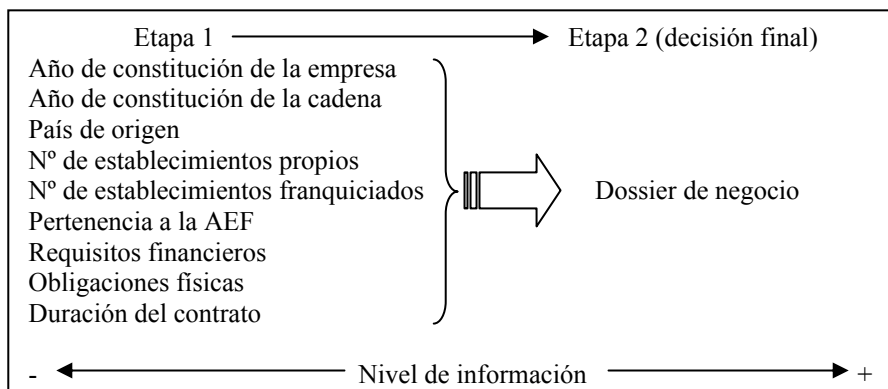 Etapa 1 Etapa 2 (decisión final)
Año de constitución de la empresa
Año de constitución de la cadena
País de origen
Nº de establecimientos propios
Nº de establecimientos franquiciados
Pertenencia a la AEF
Requisitos financieros
Obligaciones físicas
Duración del contrato
Dossier de negocio
- Nivel de información +